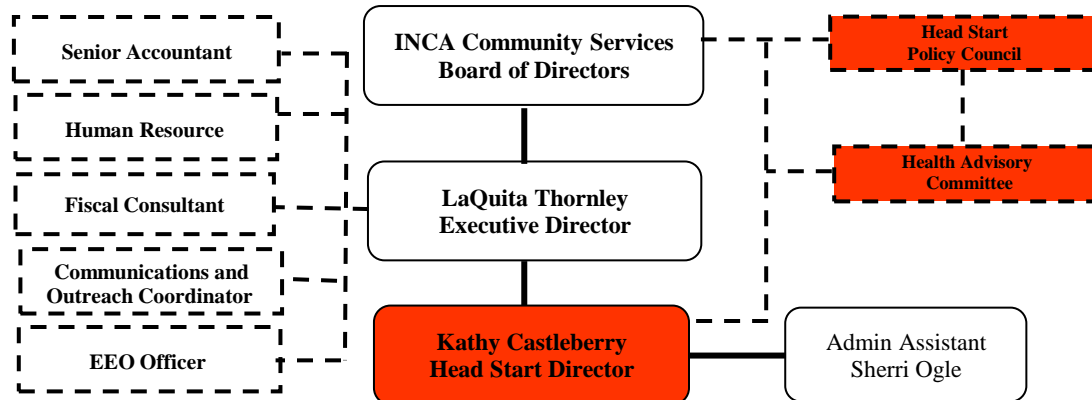 Senior Accountant
Human Resource
Fiscal Consultant
Communications and
Outreach Coordinator
EEO Officer
INCA Community Services
Board of Directors
LaQuita Thornley
Executive Director
Kathy Castleberry
Head Start Director
Head Start
Policy Council
Health Advisory
Committee
Admin Assistant
Sherri Ogle